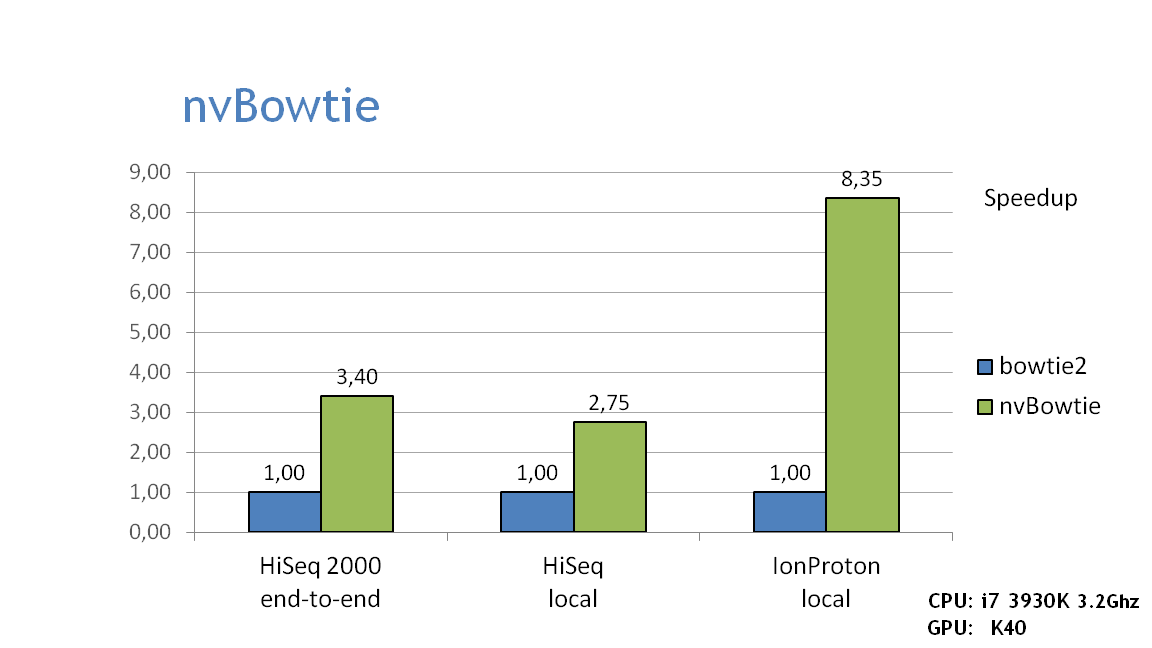 nvBowtie
9,00
8,00
7,00
6,00
5,00
4,00
3,00
2,00
1,00
0,00
1,00
3,40
1,00
2,75
1,00
8,35
HiSeq 2000
end-to-end
HiSeq
local
IonProton
local
Speedup
bowtie2
nvBowtie
CPU: i7 3930K 3.2Ghz
GPU: K40